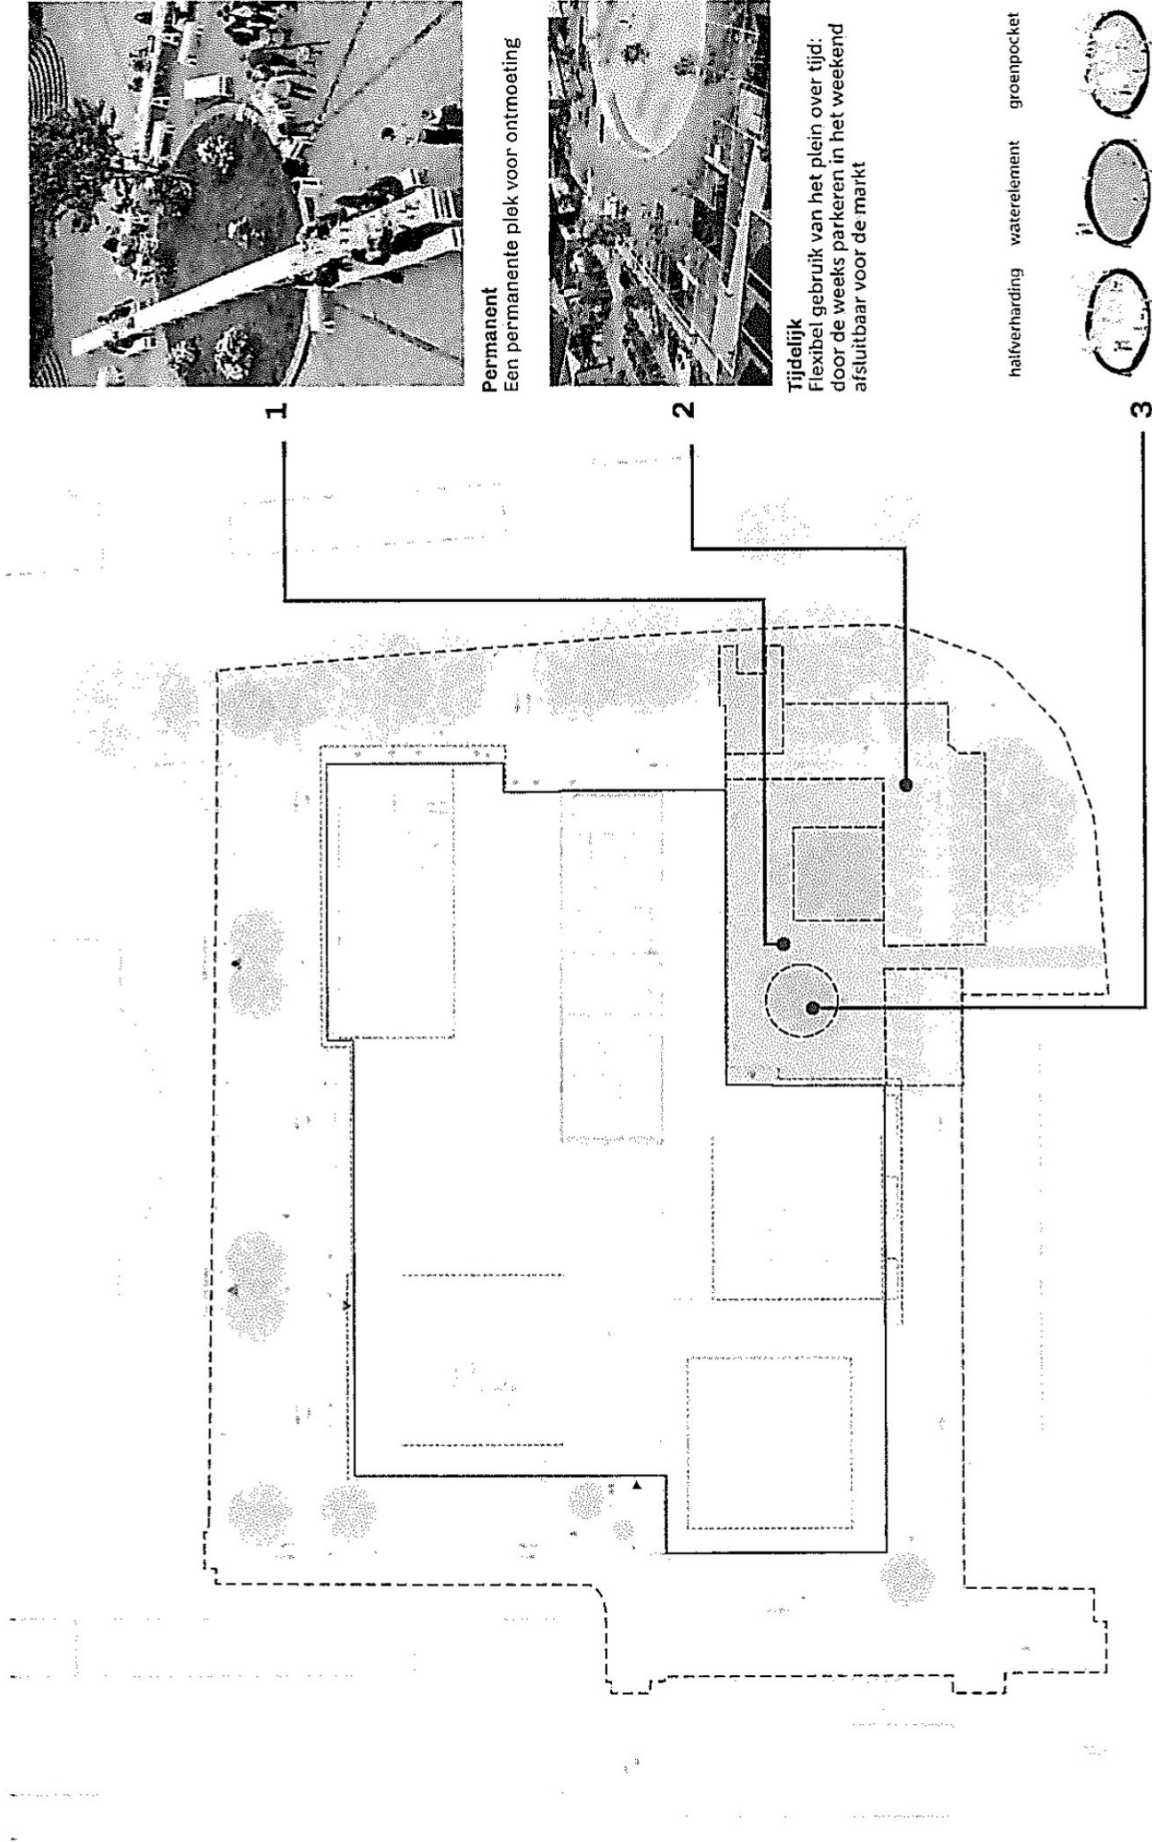 1
Permanent
Een permanente plek voor ontmoeting
2
Tijdelijk
Flexibel gebruik van het plein over tijd:
door de weeks parkeren in het weekend
afsluitbaar voor de markt
3
halfverharding waterelement groenpocket